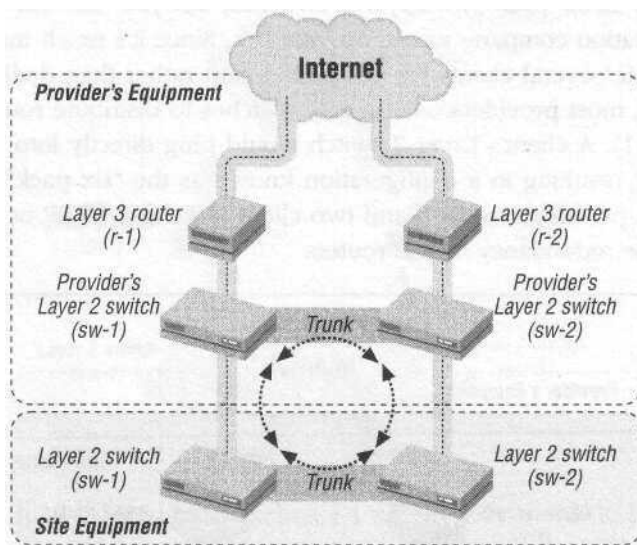 Internet
Provider's Equipment
Layer 3 router
(r-1)
Layer 3 router
(r-2)
Provider's
Layer 2 switch
(sw-1)
Trunk
Provider's
Layer 2 switch
(sw-2)
Layer 2 switch
(sw-1)
Trunk
Layer 2 switch
(sw-2)
Site Equipment